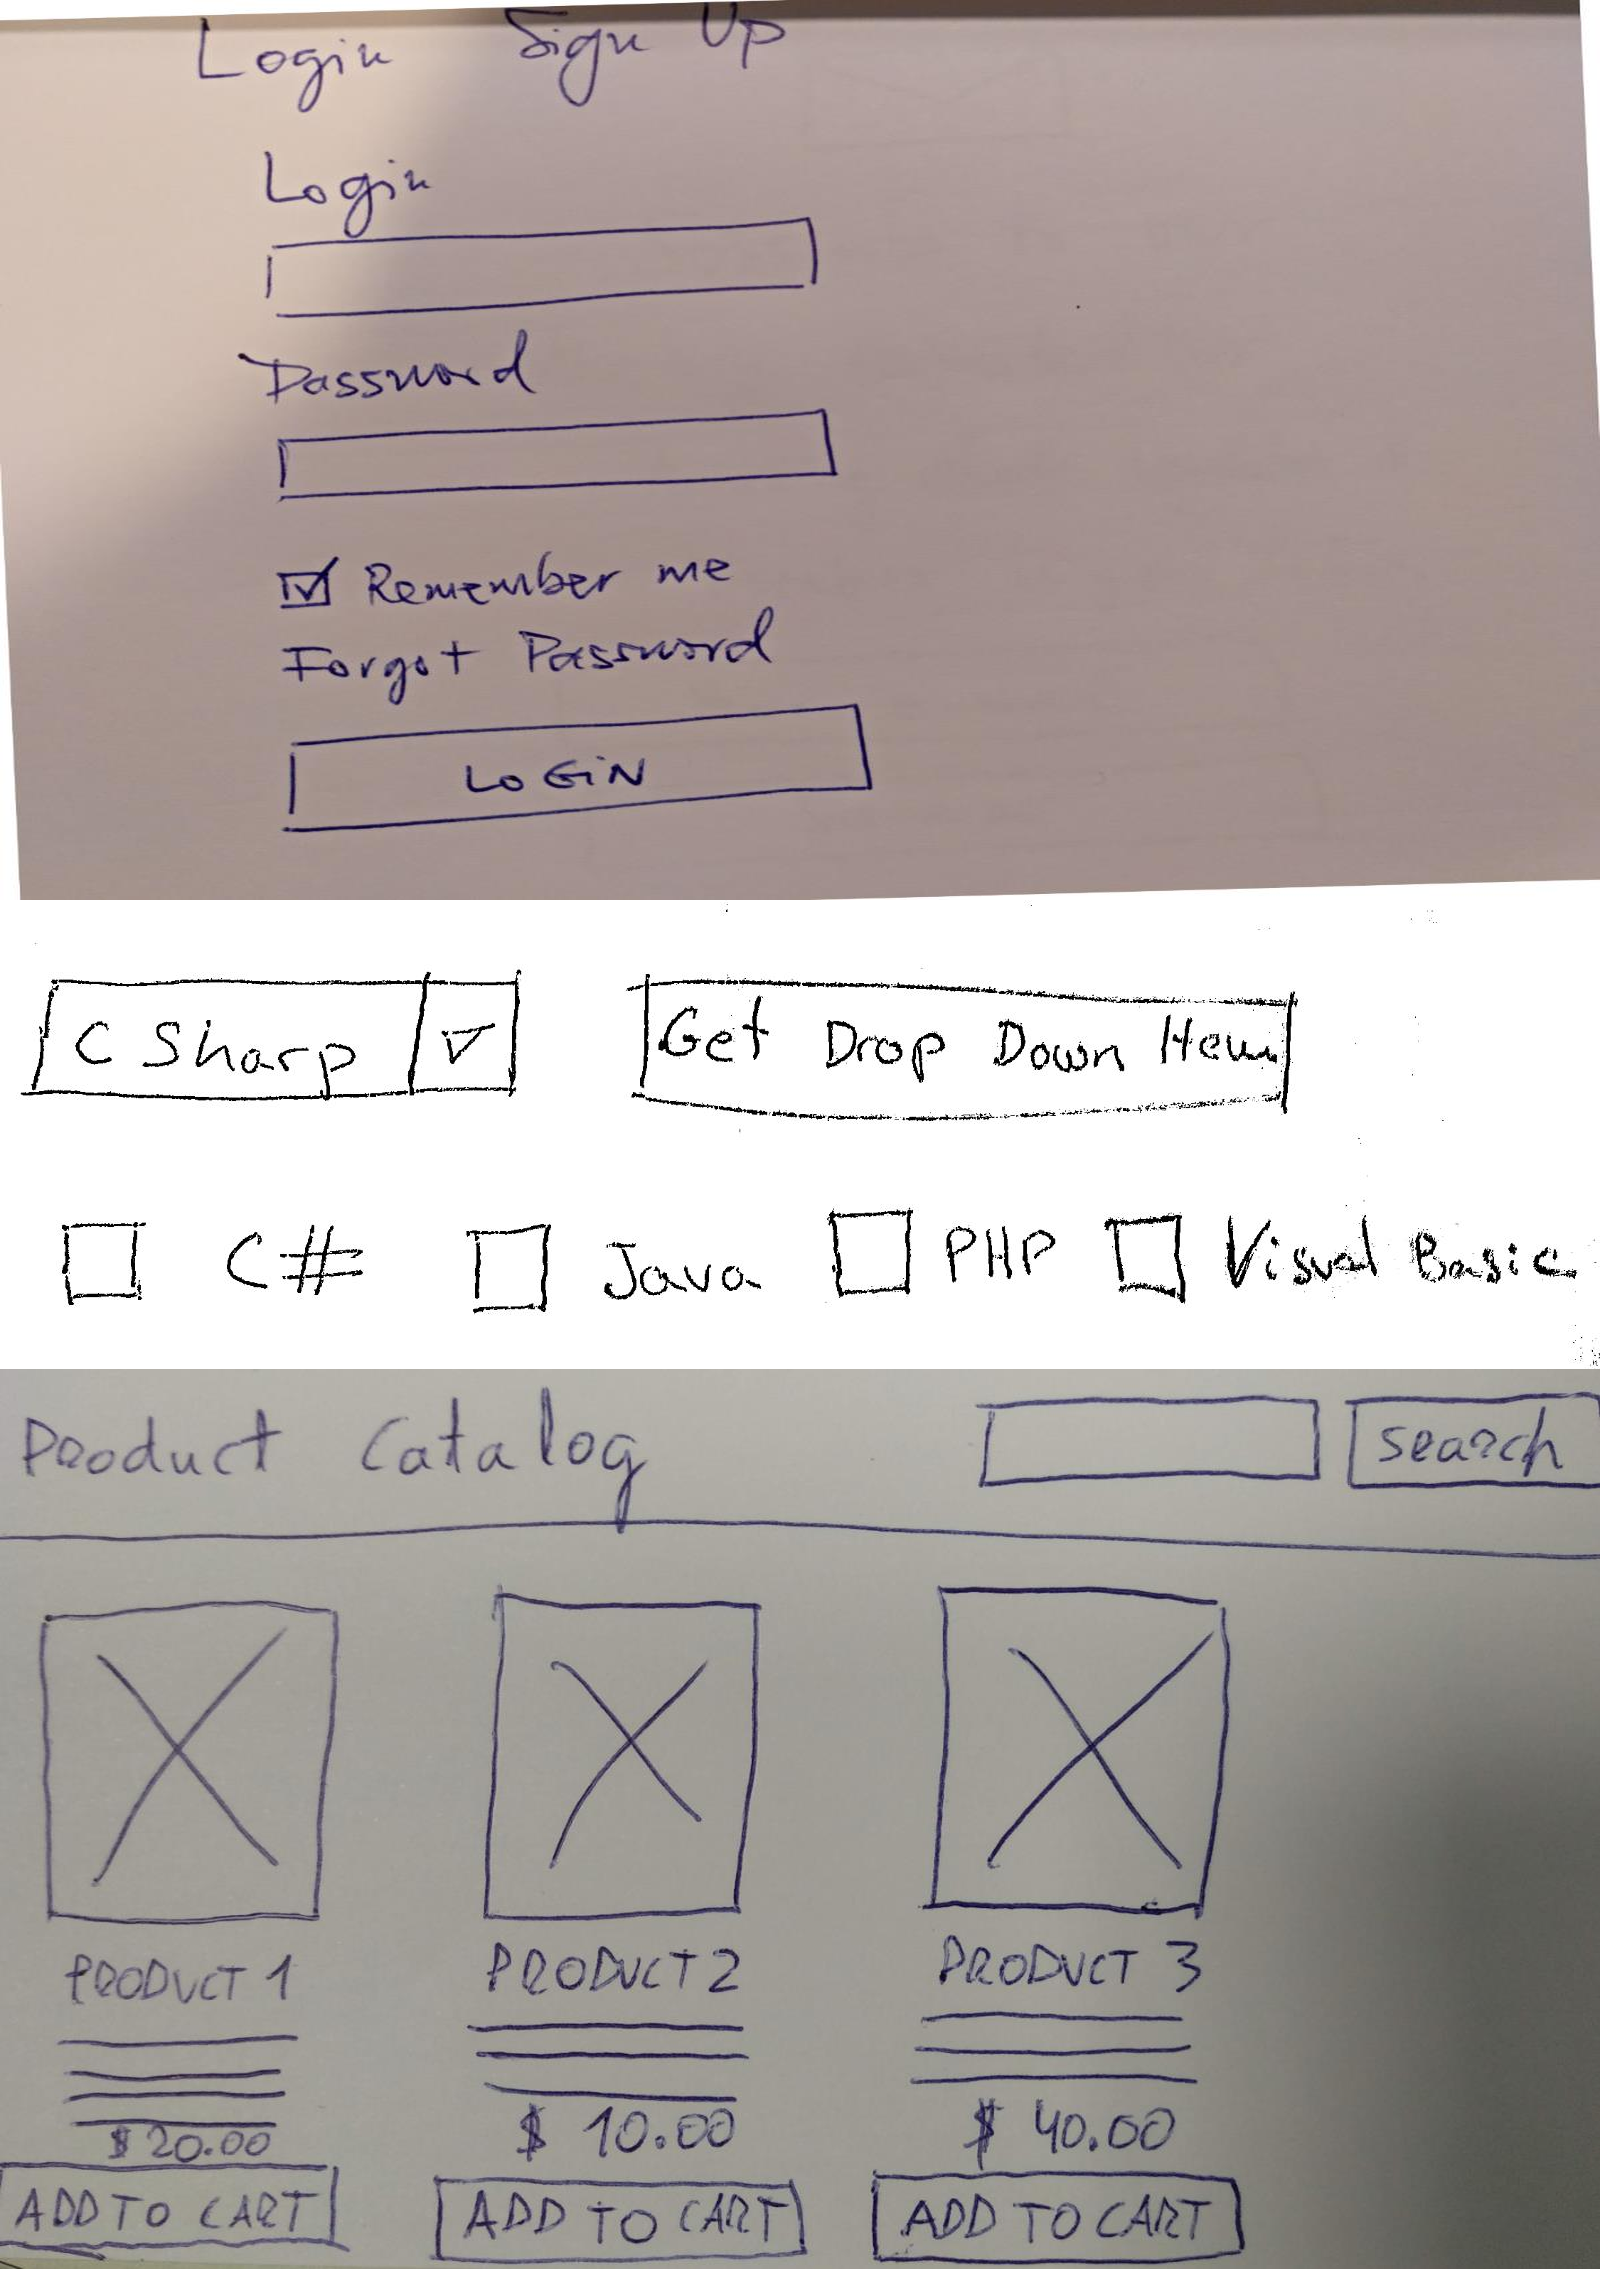 Login Sign Up
Login
Password
Remember me
Forgot Password
LOGIN
C Sharp Get Drop Down Item
C# Java PHP Visual Basic
Product Catalog search
PRODUCT 1 PRODUCT 2 PRODUCT 3
$20.00 $ 10.00 $ 40.00
ADD TO CART ADD TO CART ADD TO CART